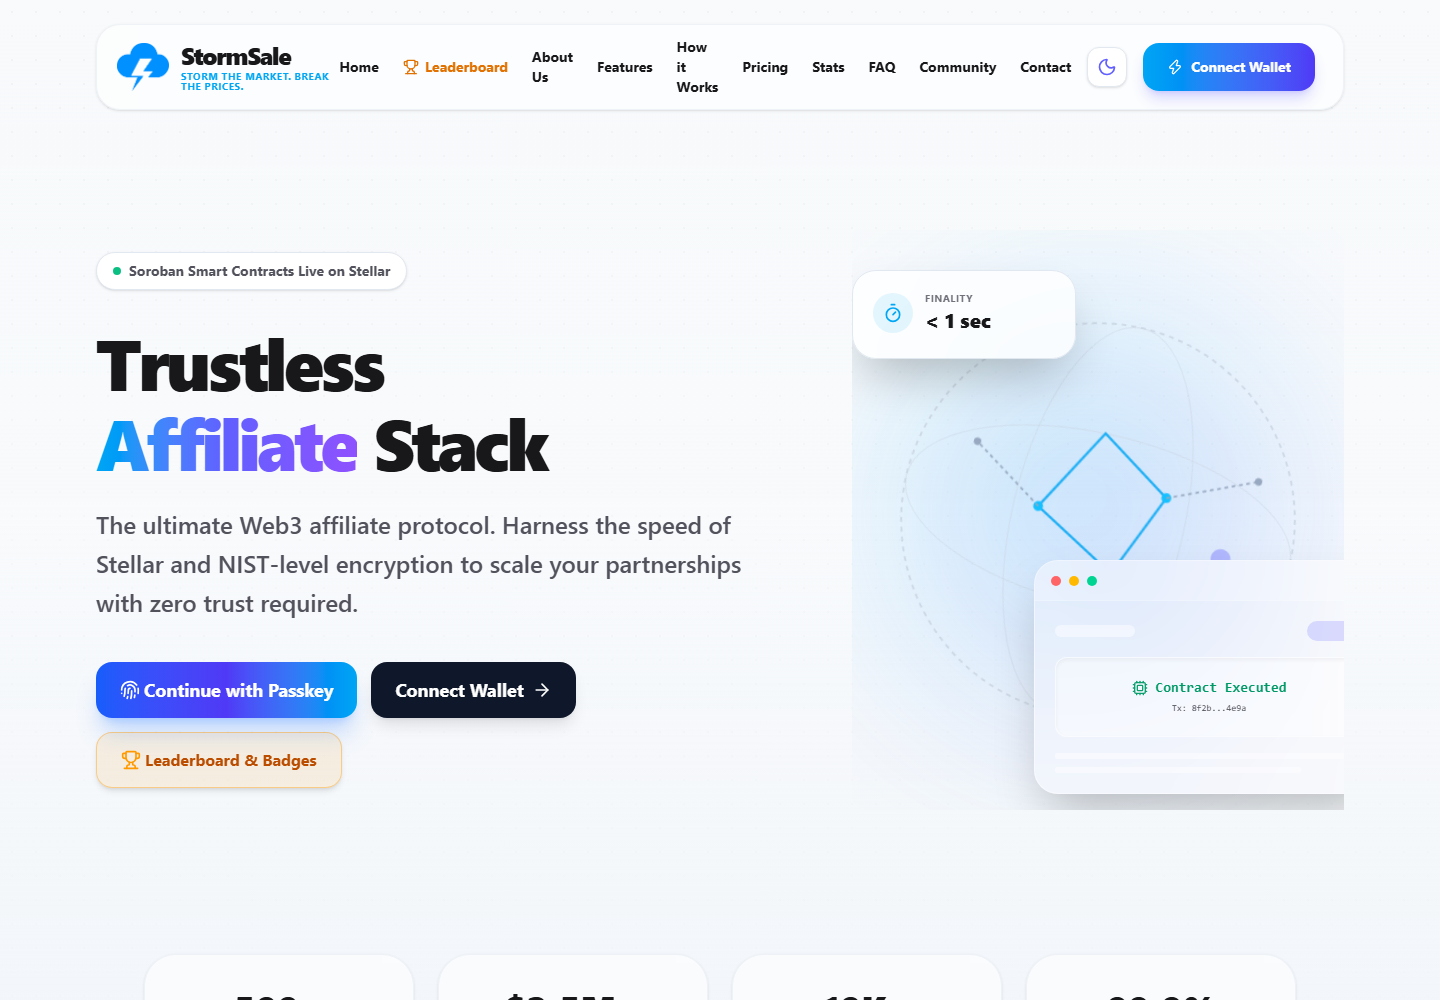 StormSale
STORM THE MARKET. BREAK
THE PRICES.
Home
Leaderboard
About
Us
Features
How
it
Works
Pricing
Stats
FAQ
Community
Contact
Connect Wallet
Soroban Smart Contracts Live on Stellar
Trustless
Affiliate Stack
The ultimate Web3 affiliate protocol. Harness the speed of
Stellar and NIST-level encryption to scale your partnerships
with zero trust required.
Continue with Passkey
Connect Wallet
Leaderboard & Badges
FINALITY
< 1 sec
Contract Executed
Tx: 8f2b...4e9a